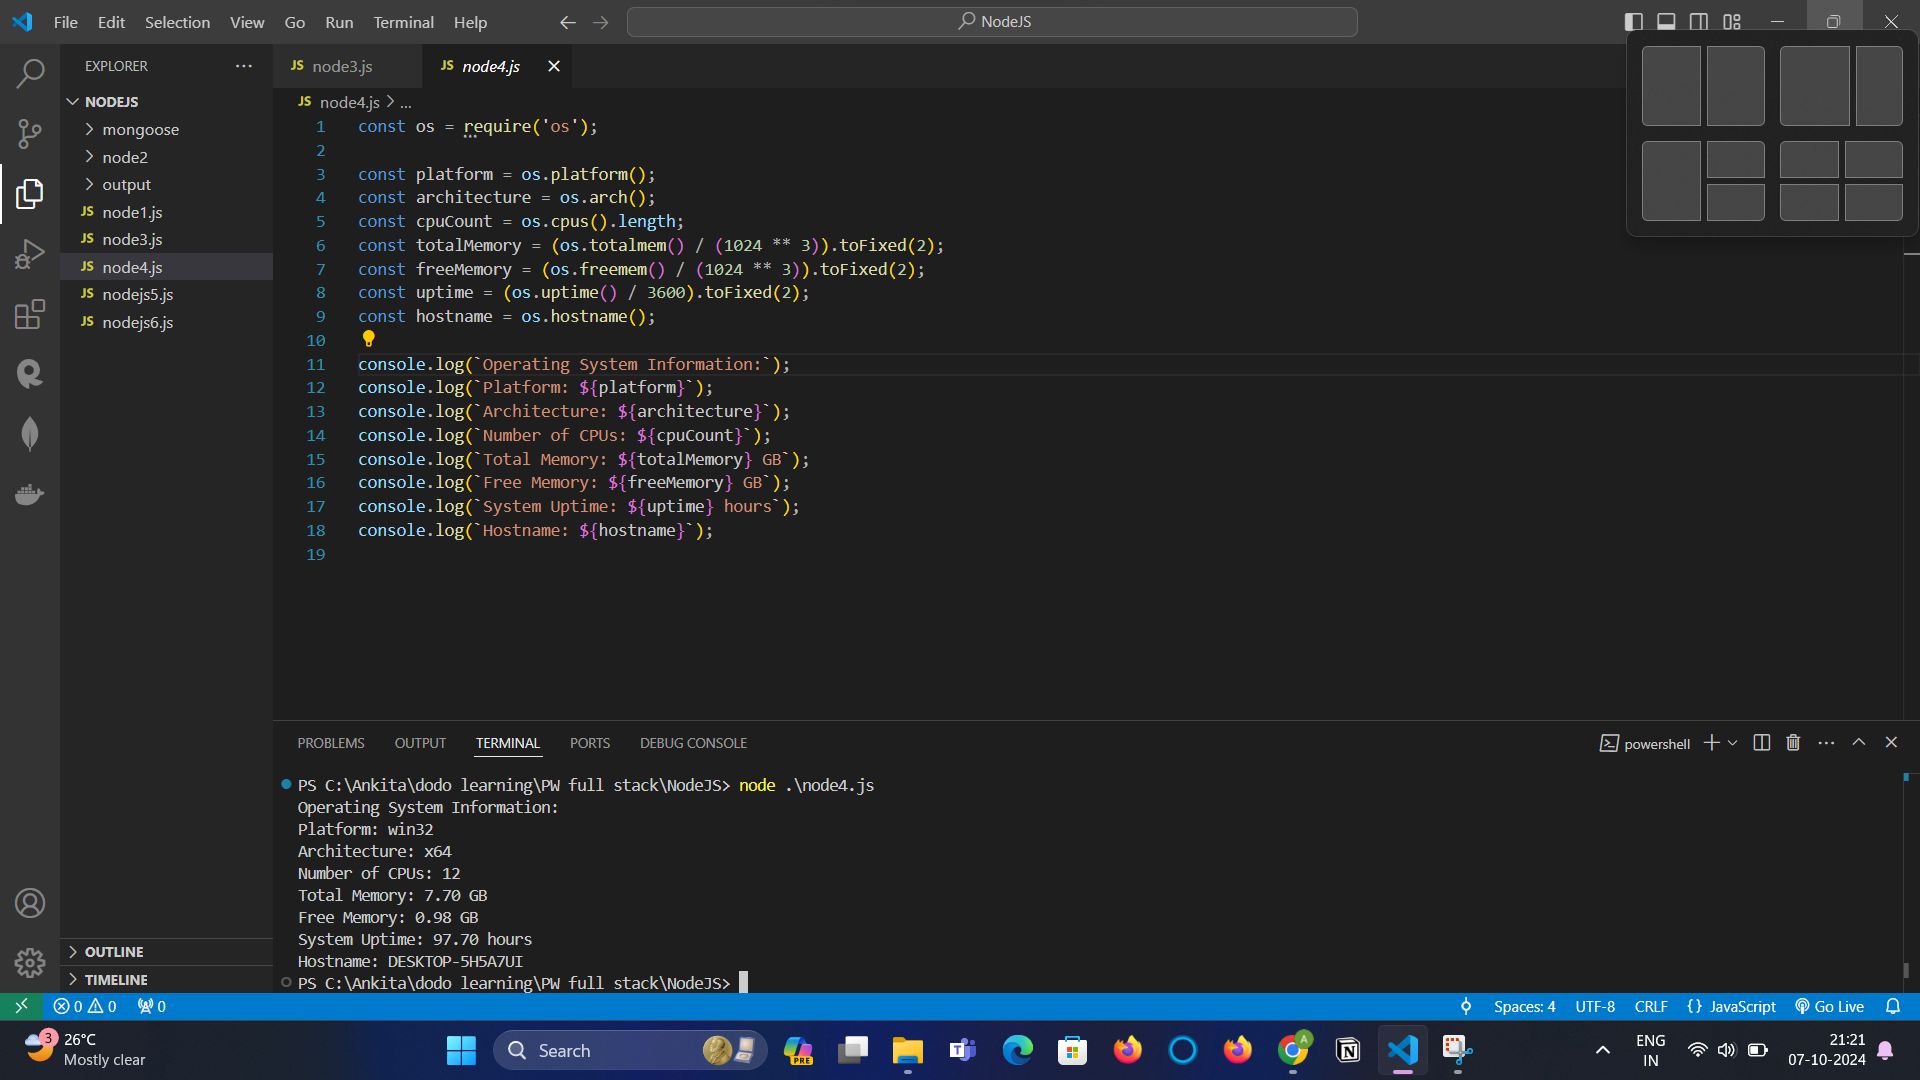 File Edit Selection View Go Run Terminal Help
NodeJS
EXPLORER
JS node3.js
JS node4.js
NODEJS
mongoose
node2
output
JS node1.js
JS node3.js
JS node4.js
JS nodejs5.js
JS nodejs6.js
OUTLINE
TIMELINE
JS node4.js > ...
1 const os = require('os');
2
3 const platform = os.platform();
4 const architecture = os.arch();
5 const cpuCount = os.cpus().length;
6 const totalMemory = (os.totalmem() / (1024 ** 3)).toFixed(2);
7 const freeMemory = (os.freemem() / (1024 ** 3)).toFixed(2);
8 const uptime = (os.uptime() / 3600).toFixed(2);
9 const hostname = os.hostname();
10
11 console.log(`Operating System Information:`);
12 console.log(`Platform: ${platform}`);
13 console.log(`Architecture: ${architecture}`);
14 console.log(`Number of CPUs: ${cpuCount}`);
15 console.log(`Total Memory: ${totalMemory} GB`);
16 console.log(`Free Memory: ${freeMemory} GB`);
17 console.log(`System Uptime: ${uptime} hours`);
18 console.log(`Hostname: ${hostname}`);
19
PROBLEMS OUTPUT TERMINAL PORTS DEBUG CONSOLE
powershell
PS C:\Ankita\dodo learning\PW full stack\NodeJS> node .\node4.js
Operating System Information:
Platform: win32
Architecture: x64
Number of CPUs: 12
Total Memory: 7.70 GB
Free Memory: 0.98 GB
System Uptime: 97.70 hours
Hostname: DESKTOP-5H5A7UI
PS C:\Ankita\dodo learning\PW full stack\NodeJS>
0 0 0
Spaces: 4 UTF-8 CRLF {} JavaScript Go Live
3
26°C
Mostly clear
Search
PRE
A
ENG
IN
21:21
07-10-2024